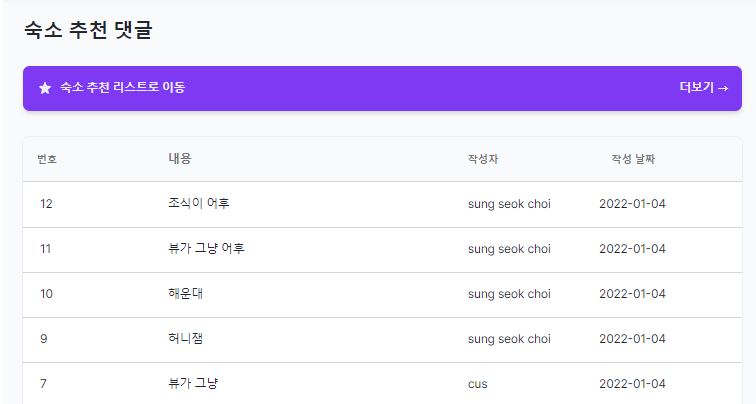 숙소 추천 댓글
숙소 추천 리스트로 이동 더보기 →
번호 내용 작성자 작성 날짜
12 조식이 어후 sung seok choi 2022-01-04
11 뷰가 그냥 어후 sung seok choi 2022-01-04
10 해운대 sung seok choi 2022-01-04
9 허니잼 sung seok choi 2022-01-04
7 뷰가 그냥 cus 2022-01-04